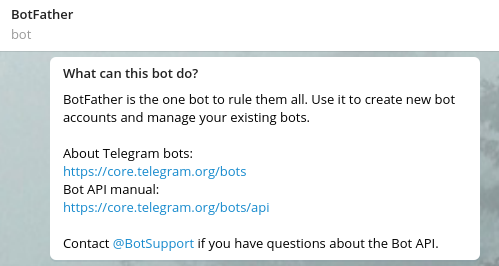 BotFather
bot
What can this bot do?
BotFather is the one bot to rule them all. Use it to create new bot
accounts and manage your existing bots.
About Telegram bots:
https://core.telegram.org/bots
Bot API manual:
https://core.telegram.org/bots/api
Contact @BotSupport if you have questions about the Bot API.